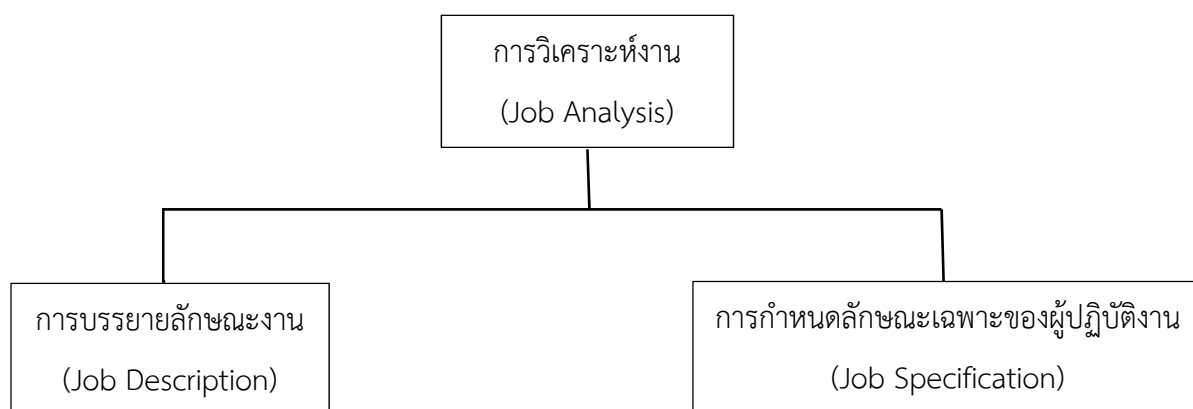 การวิเคราะห์งาน
(Job Analysis)
การบรรยายลักษณะงาน
(Job Description)
การกำหนดลักษณะเฉพาะของผู้ปฏิบัติงาน
(Job Specification)